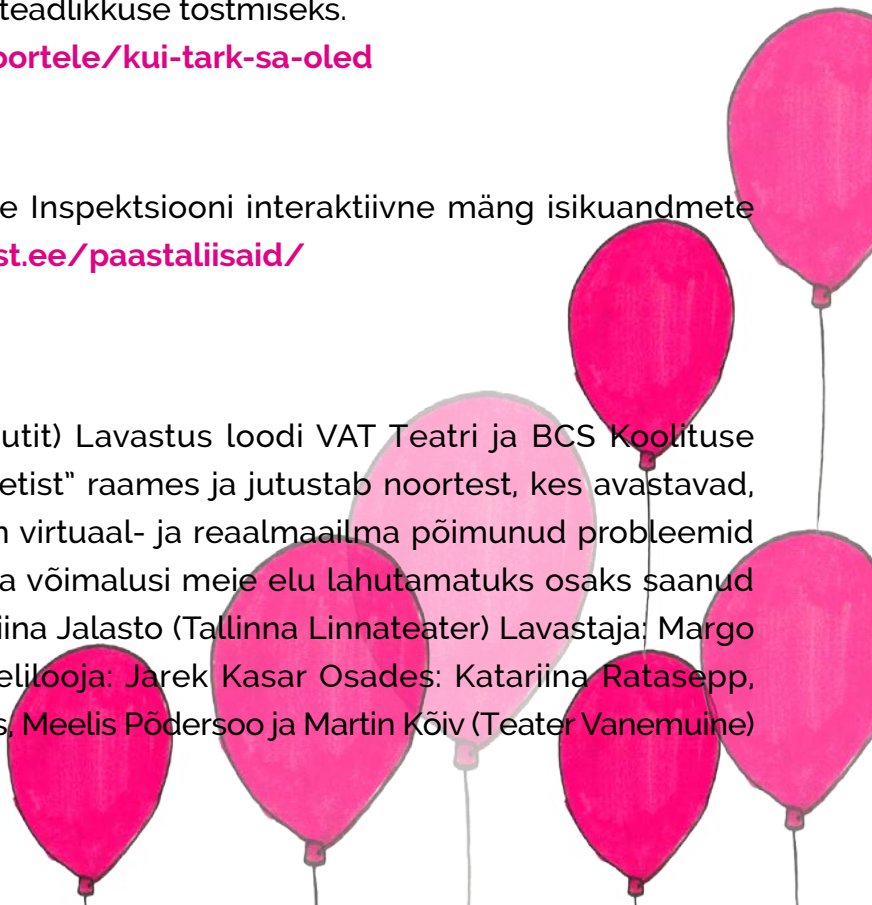 teadlikkuse tõstmiseks.
oortele/kui-tark-sa-oled
e Inspektsiooni interaktiivne mäng isikuandmete
st.ee/paastaliisaid/
utit) Lavastus loodi VAT Teatri ja BCS Koolituse
etist” raames ja jutustab noortest, kes avastavad,
n virtuaal- ja reaalmaailma põimunud probleemid
a võimalusi meie elu lahutamatuks osaks saanud
iina Jalasto (Tallinna Linnateater) Lavastaja: Margo
elilooja: Jarek Kasar Osades: Katariina Ratasepp,
s, Meelis Põdersoo ja Martin Kõiv (Teater Vanemuine)